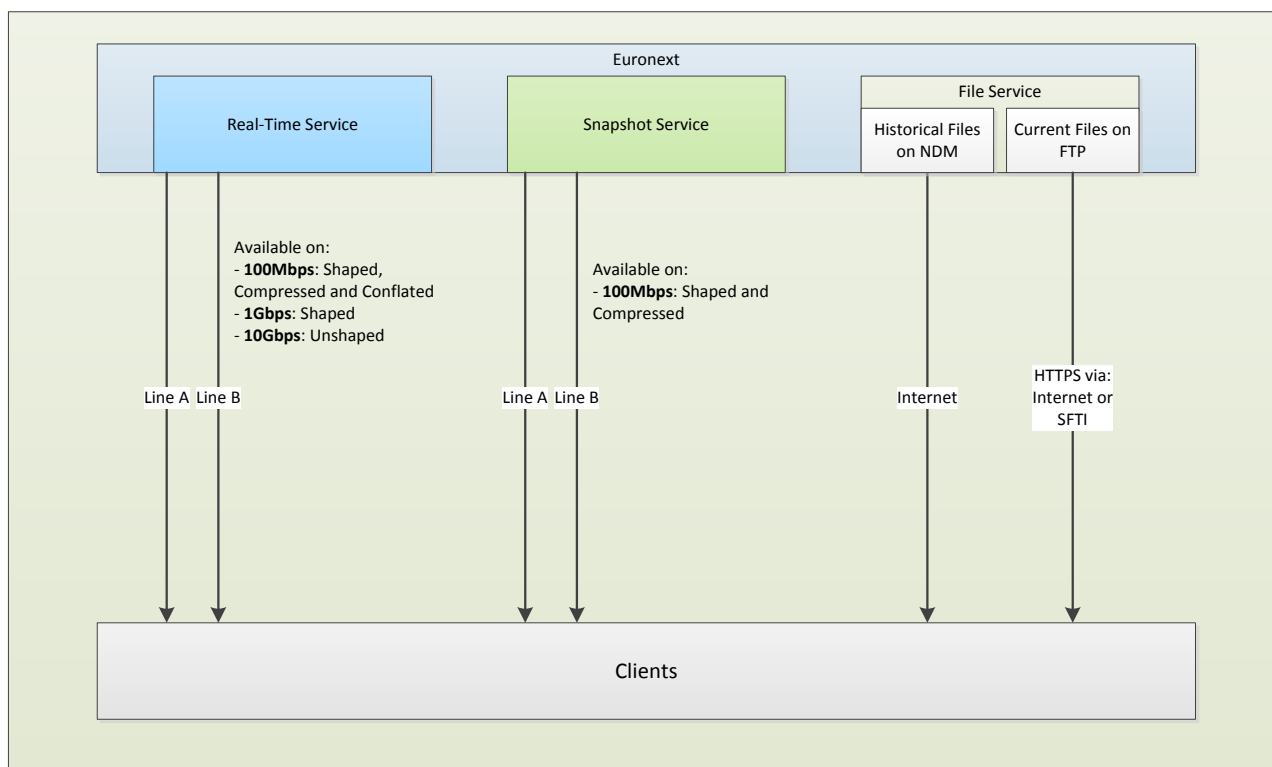 Euronext
Real-Time Service
Snapshot Service
File Service
Historical Files
on NDM
Current Files on
FTP
Available on:
- 100Mbps: Shaped,
Compressed and Conflated
- 1Gbps: Shaped
- 10Gbps: Unshaped
Available on:
- 100Mbps: Shaped and
Compressed
Line A
Line B
Line A
Line B
Internet
HTTPS via:
Internet or
SFTI
Clients